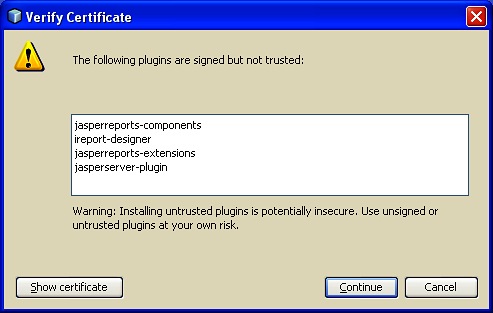 Verify Certificate
The following plugins are signed but not trusted:
jasperreports-components
ireport-designer
jasperreports-extensions
jasperserver-plugin
Warning: Installing untrusted plugins is potentially insecure. Use unsigned or
untrusted plugins at your own risk.
Show certificate
Continue
Cancel